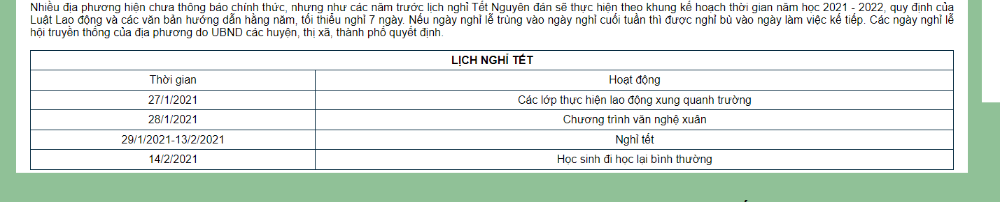 Nhiều địa phương hiện chưa thông báo chính thức, nhưng như các năm trước lịch nghỉ Tết Nguyên đán sẽ thực hiện theo khung kế hoạch thời gian năm học 2021 - 2022, quy định của
Luật Lao động và các văn bản hướng dẫn hằng năm, tối thiểu nghỉ 7 ngày. Nếu ngày nghỉ lễ trùng vào ngày nghỉ cuối tuần thì được nghỉ bù vào ngày làm việc kế tiếp. Các ngày nghỉ lễ
hội truyền thống của địa phương do UBND các huyện, thị xã, thành phố quyết định.
LỊCH NGHỈ TẾT
Thời gian Hoạt động
27/1/2021 Các lớp thực hiện lao động xung quanh trường
28/1/2021 Chương trình văn nghệ xuân
29/1/2021-13/2/2021 Nghỉ tết
14/2/2021 Học sinh đi học lại bình thường